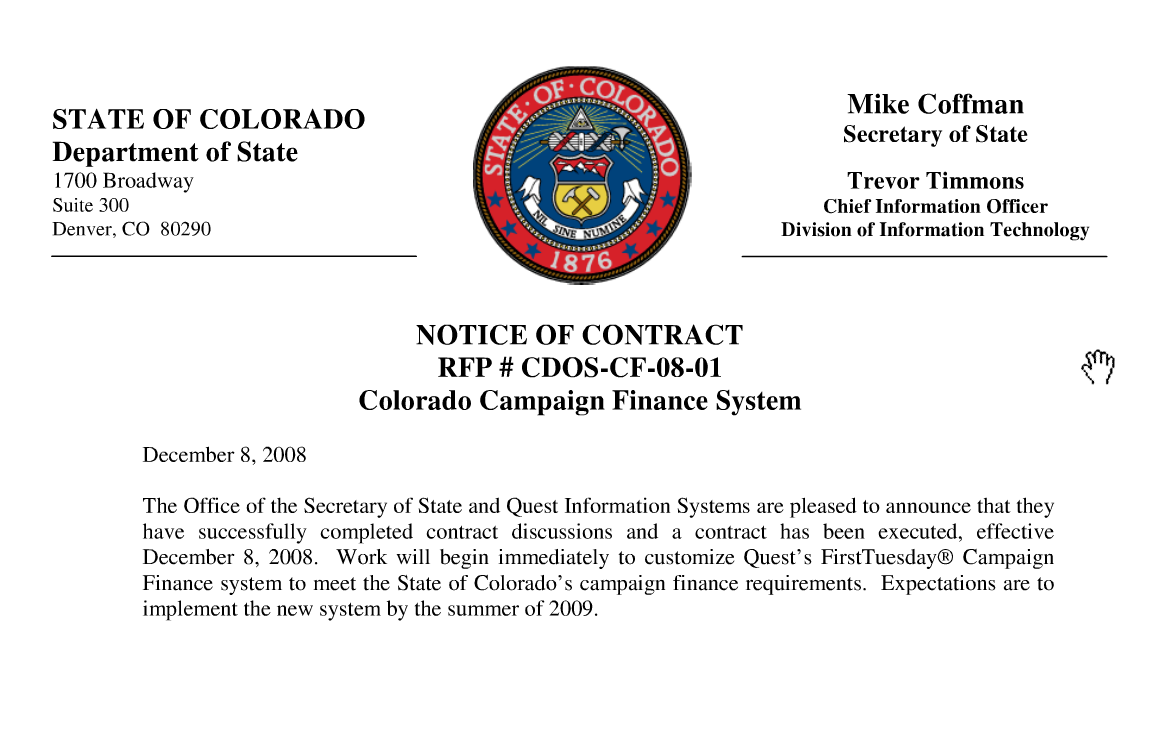 STATE OF COLORADO
Department of State
1700 Broadway
Suite 300
Denver, CO 80290
STATE·OF·COLORADO
NIL SINE NUMINE
1876
Mike Coffman
Secretary of State
Trevor Timmons
Chief Information Officer
Division of Information Technology
NOTICE OF CONTRACT
RFP # CDOS-CF-08-01
Colorado Campaign Finance System
December 8, 2008
The Office of the Secretary of State and Quest Information Systems are pleased to announce that they
have successfully completed contract discussions and a contract has been executed, effective
December 8, 2008. Work will begin immediately to customize Quest’s FirstTuesday® Campaign
Finance system to meet the State of Colorado’s campaign finance requirements. Expectations are to
implement the new system by the summer of 2009.